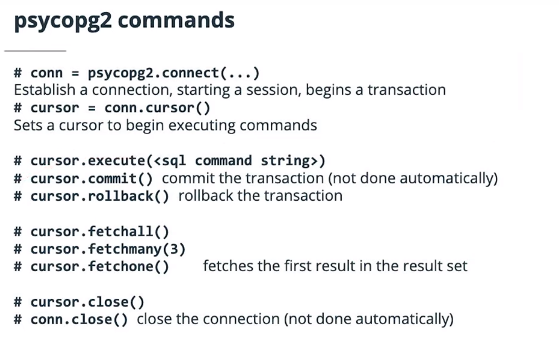 psycopg2 commands
# conn = psycopg2.connect(...)
Establish a connection, starting a session, begins a transaction
# cursor = conn.cursor()
Sets a cursor to begin executing commands
# cursor.execute(<sql command string>)
# cursor.commit() commit the transaction (not done automatically)
# cursor.rollback() rollback the transaction
# cursor.fetchall()
# cursor.fetchmany(3)
# cursor.fetchone() fetches the first result in the result set
# cursor.close()
# conn.close() close the connection (not done automatically)